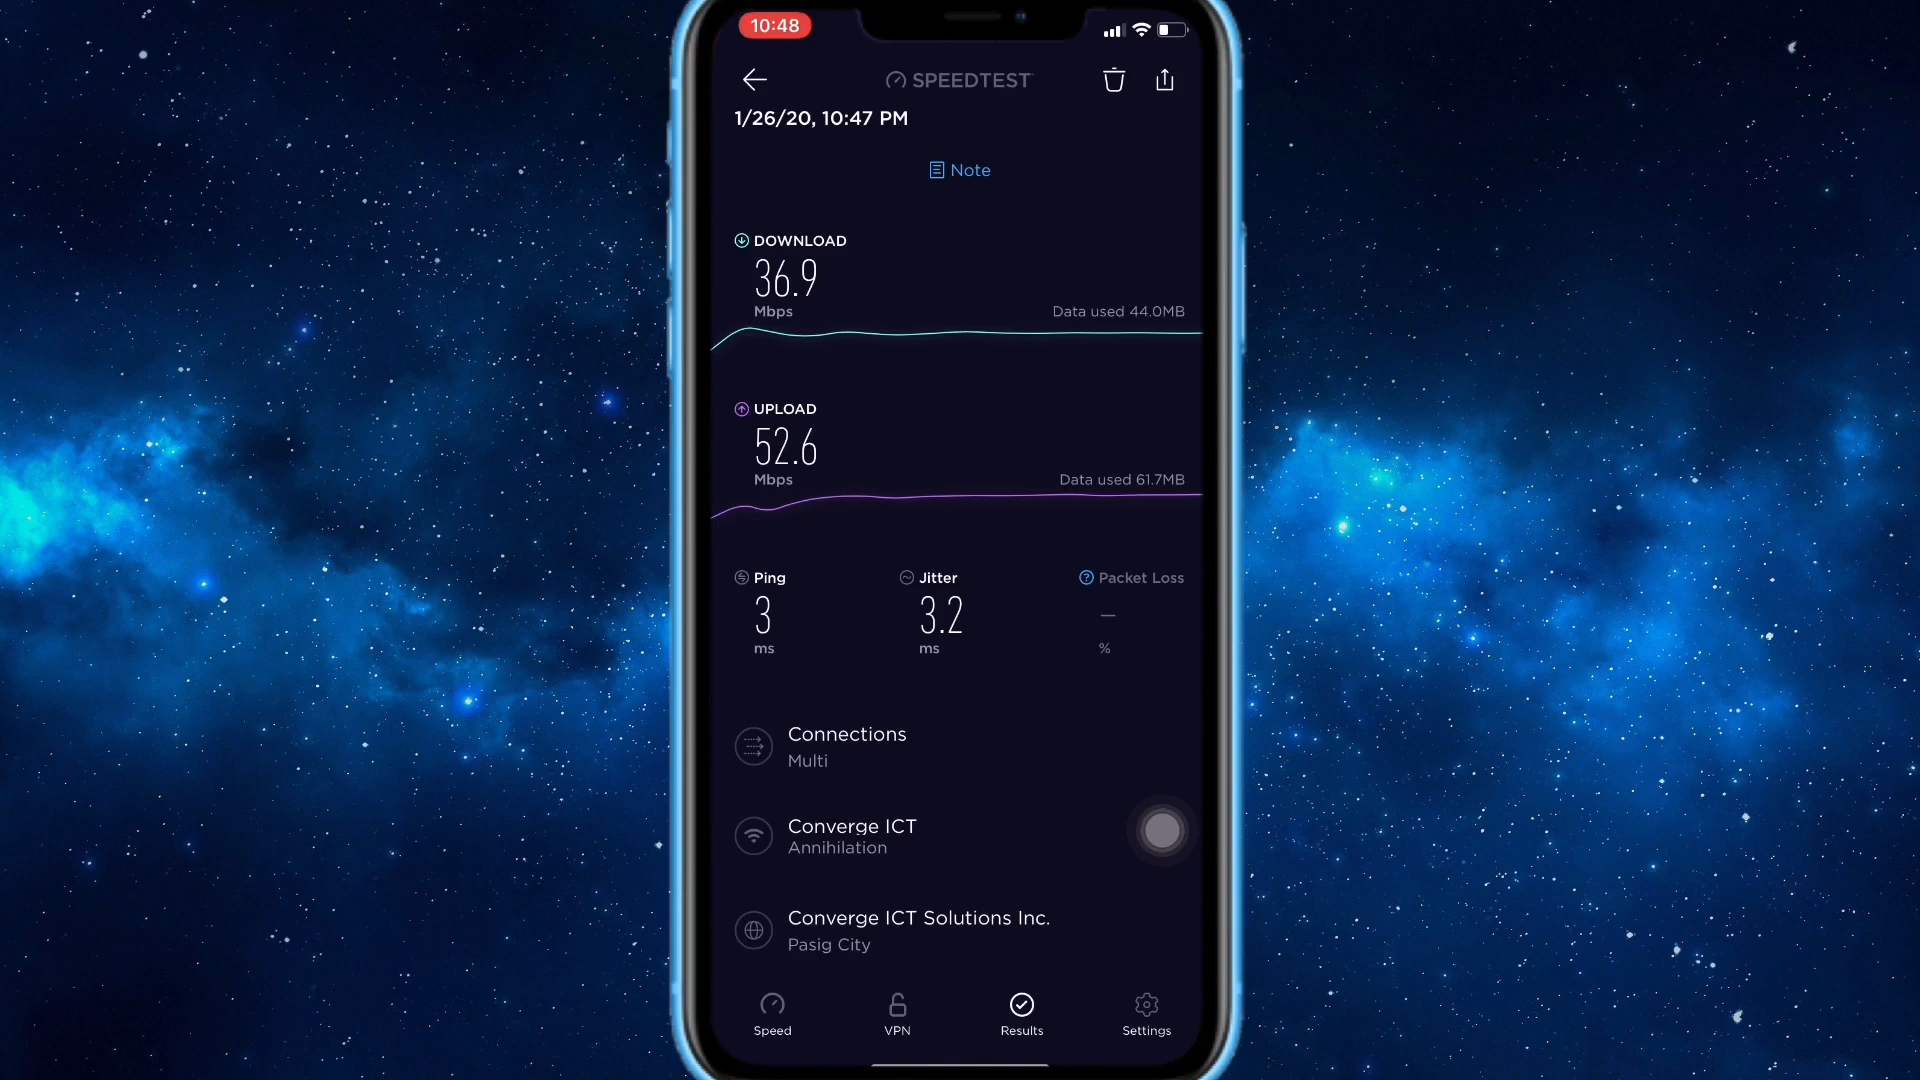 10:48
SPEEDTEST
1/26/20, 10:47 PM
Note
DOWNLOAD
36.9
Mbps
Data used 44.0MB
UPLOAD
52.6
Mbps
Data used 61.7MB
Ping
3
ms
Jitter
3.2
ms
? Packet Loss
—
%
Connections
Multi
Converge ICT
Annihilation
Converge ICT Solutions Inc.
Pasig City
Speed
VPN
Results
Settings